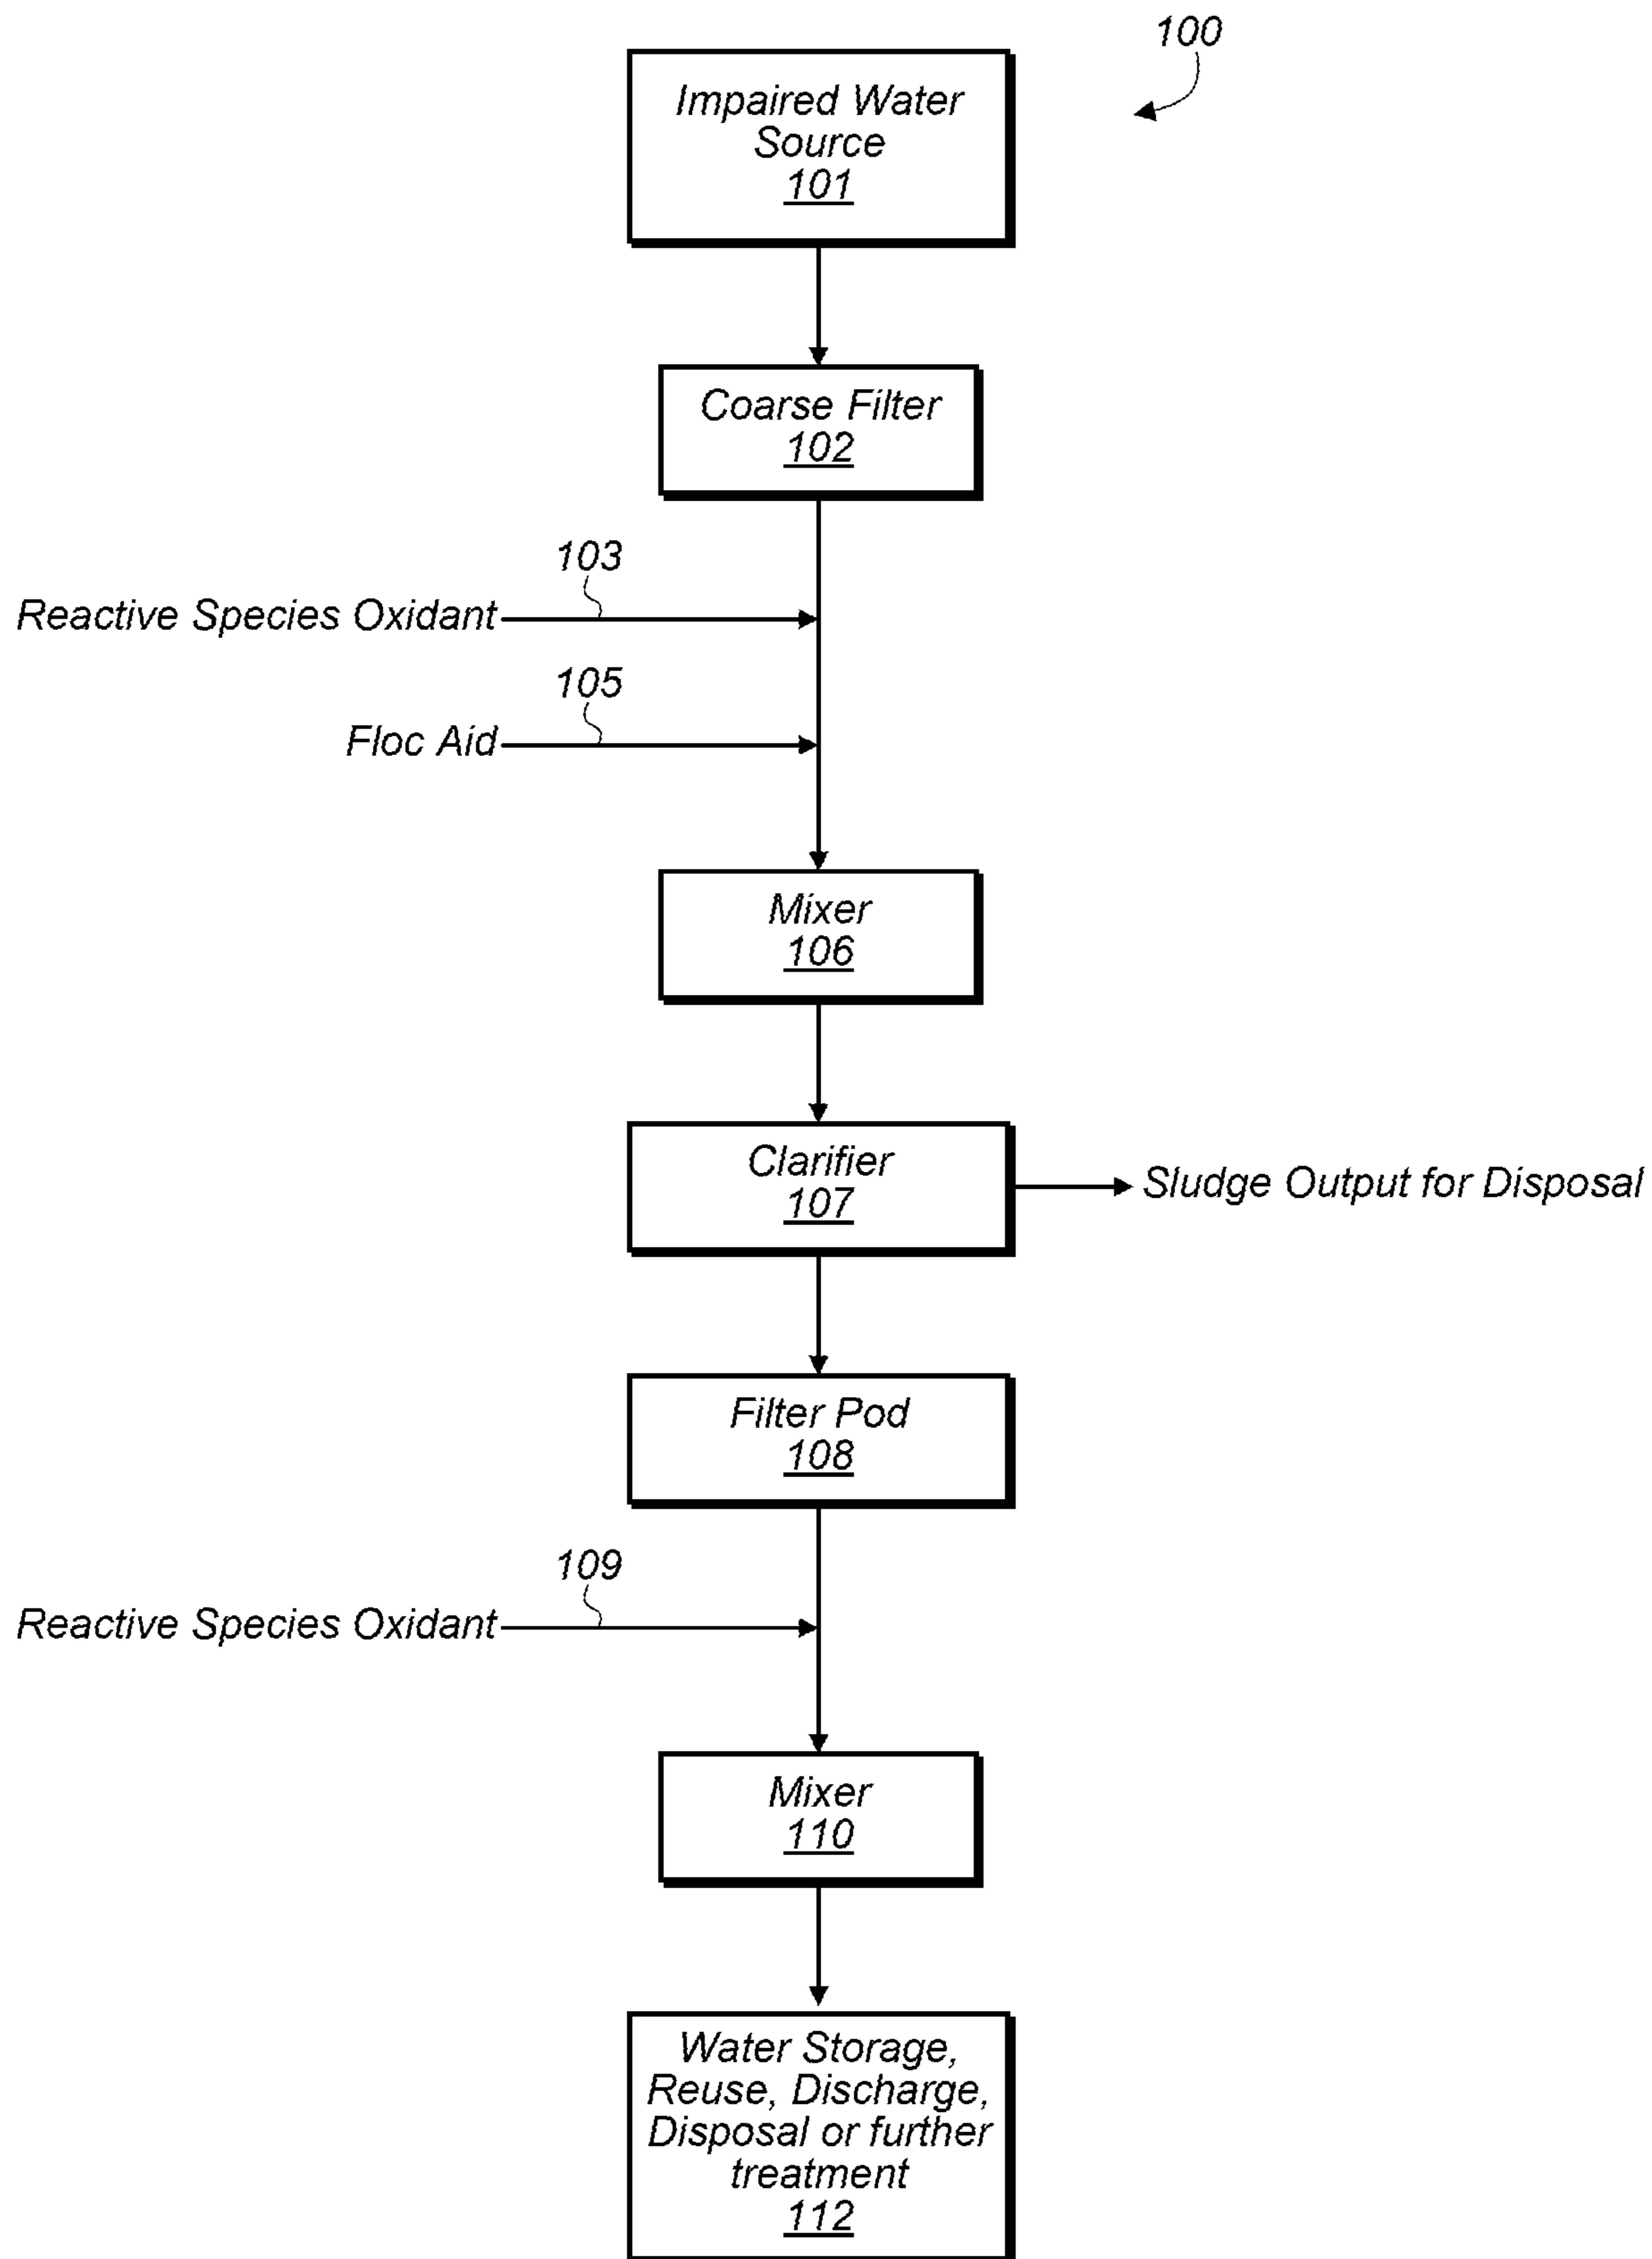 100
Impaired Water
Source
101
Coarse Filter
102
103
Reactive Species Oxidant
105
Floc Aid
Mixer
106
Clarifier
107
Sludge Output for Disposal
Filter Pod
108
109
Reactive Species Oxidant
Mixer
110
Water Storage,
Reuse, Discharge,
Disposal or further
treatment
112